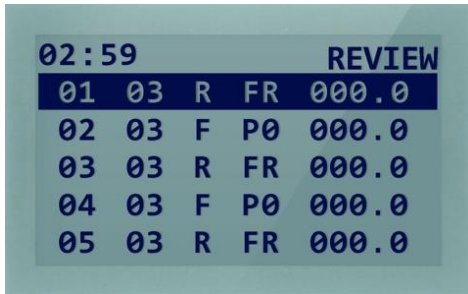 02:59 REVIEW
01 03 R FR 000.0
02 03 F P0 000.0
03 03 R FR 000.0
04 03 F P0 000.0
05 03 R FR 000.0